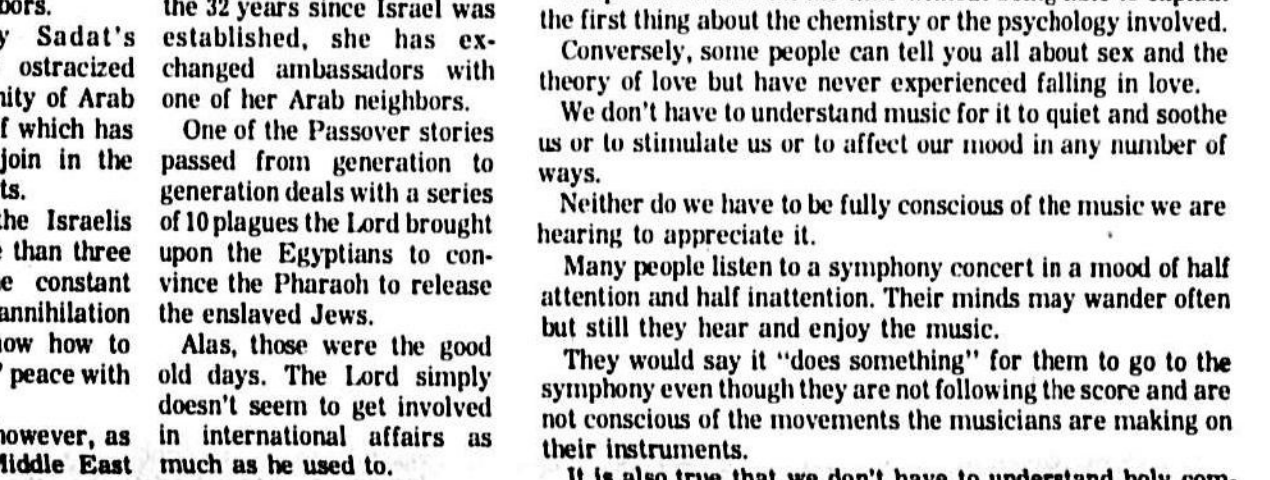 y Sadat's
ostracized
of Arab
f which has
join in the
the Israelis
than three
constant
annihilation
how to
peace with
however, as
Middle East
the 32 years since Israel was
established, she has ex-
changed ambassadors with
one of her Arab neighbors.
One of the Passover stories
passed from generation to
generation deals with a series
of 10 plagues the Lord brought
upon the Egyptians to con-
vince the Pharaoh to release
the enslaved Jews.
Alas, those were the good
old days. The Lord simply
doesn't seem to get involved
in international affairs as
much as he used to.
the first thing about the chemistry or the psychology involved.
Conversely, some people can tell you all about sex and the
theory of love but have never experienced falling in love.
We don't have to understand music for it to quiet and soothe
us or to stimulate us or to affect our mood in any number of
ways.
Neither do we have to be fully conscious of the music we are
hearing to appreciate it.
Many people listen to a symphony concert in a mood of half
attention and half inattention. Their minds may wander often
but still they hear and enjoy the music.
They would say it "does something" for them to go to the
symphony even though they are not following the score and are
not conscious of the movements the musicians are making on
their instruments.
It is also true that we don't have to understand holy com-